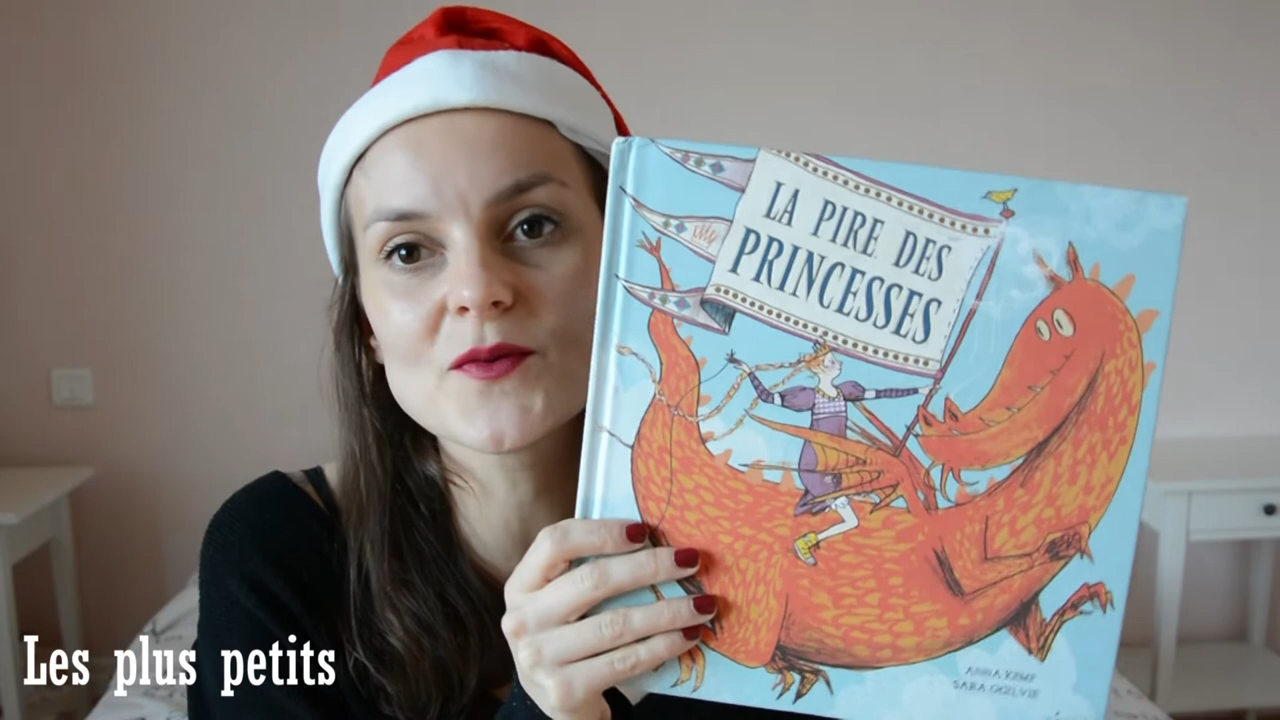 LA PIRE DES
PRINCESSES
ANNA KEMP
SARA OGILVIE
Les plus petits